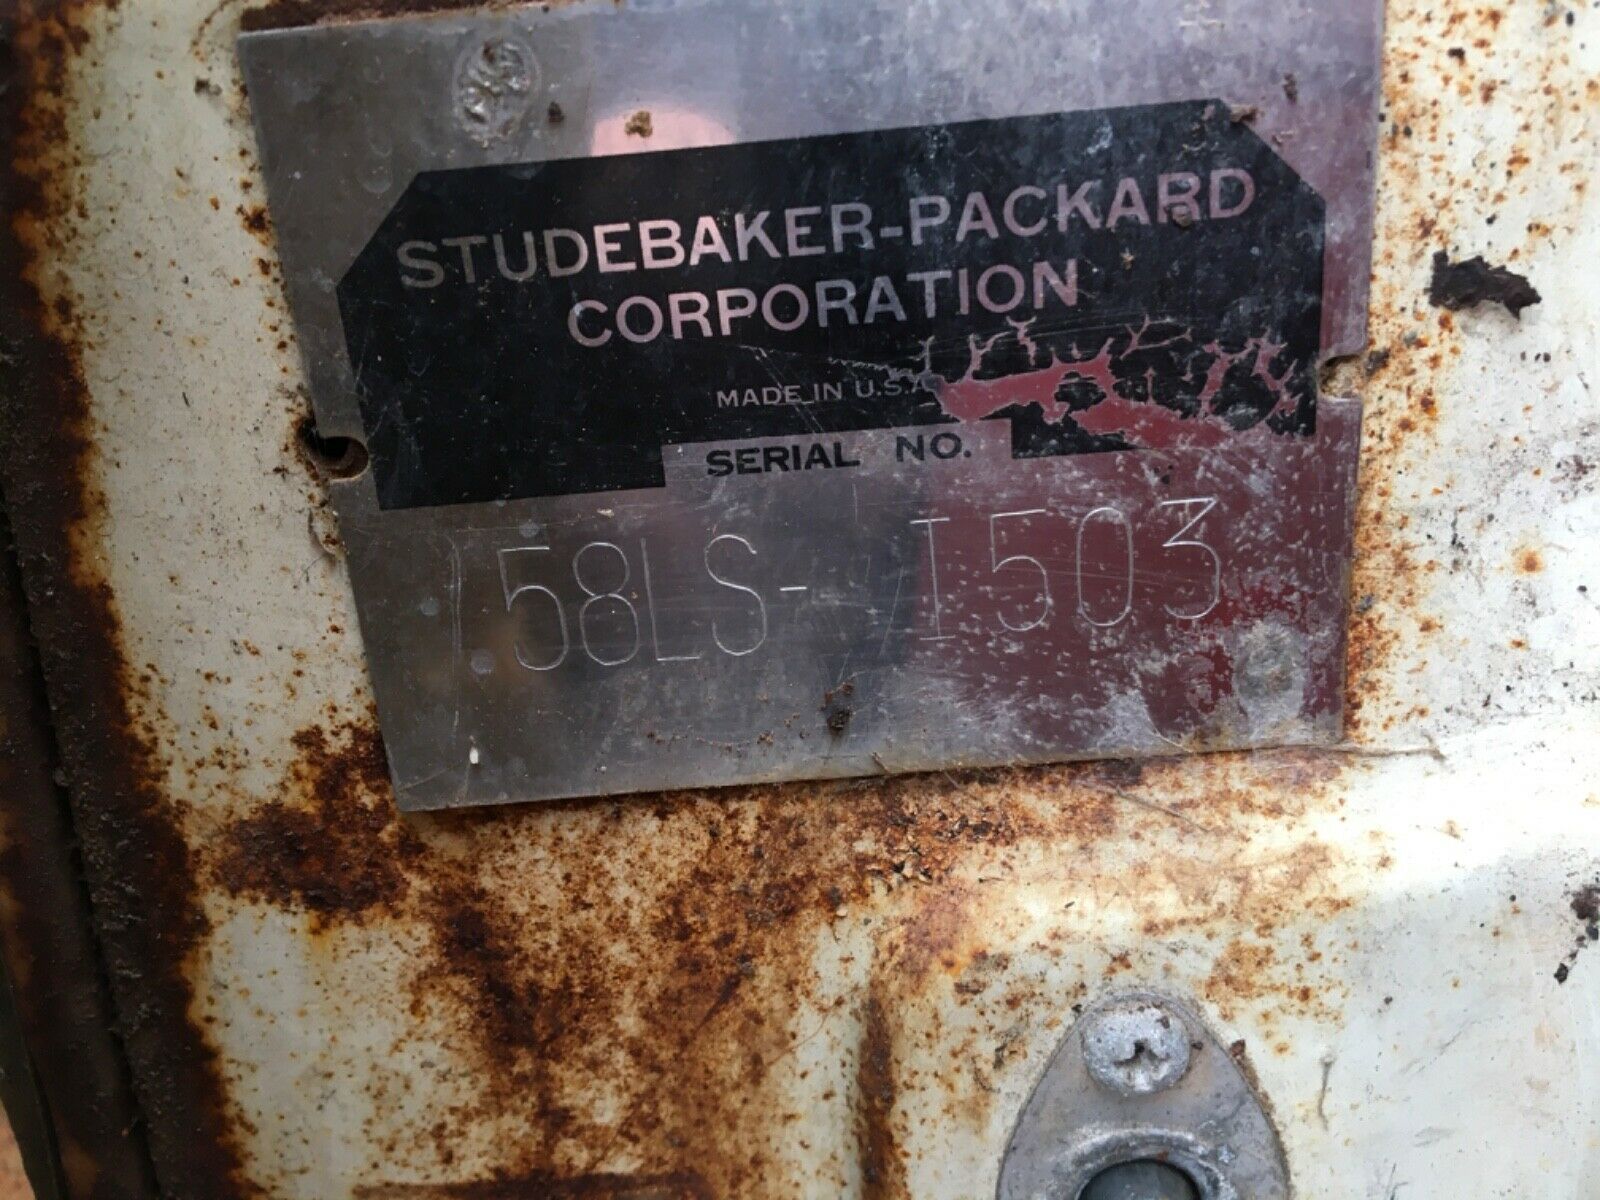 STUDEBAKER-PACKARD
CORPORATION
MADE IN U.S.
SERIAL NO.
58LS- 1503